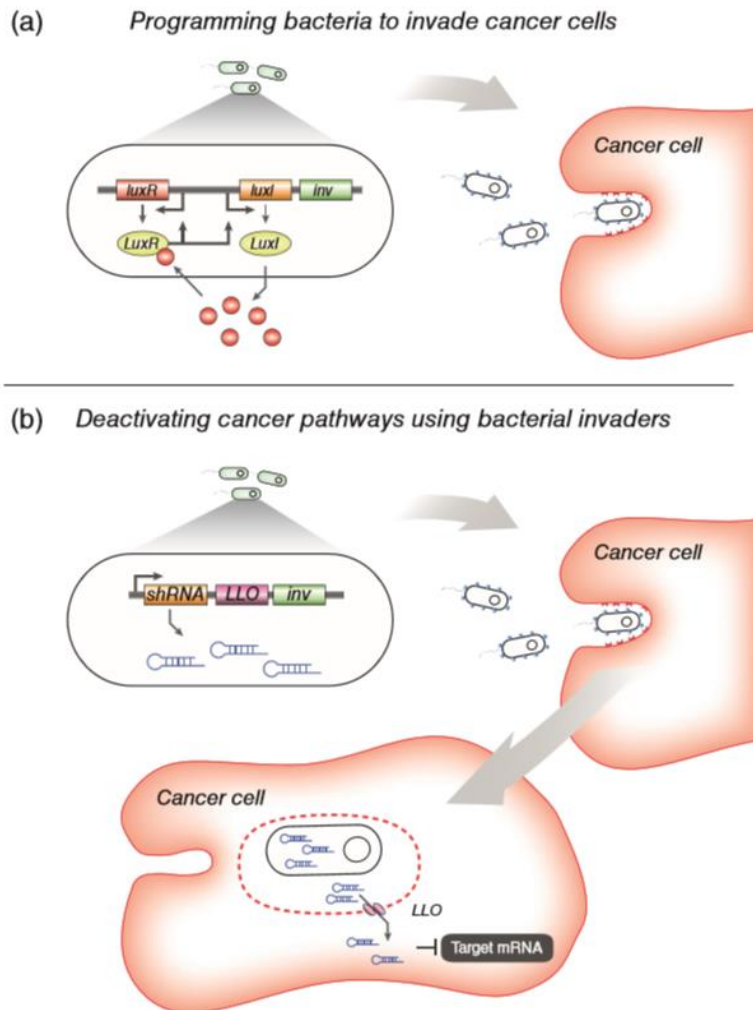 (a) Programming bacteria to invade cancer cells
Cancer cell
luxR luxI inv
LuxR LuxI
(b) Deactivating cancer pathways using bacterial invaders
Cancer cell
shRNA LLO inv
Cancer cell
LLO
Target mRNA